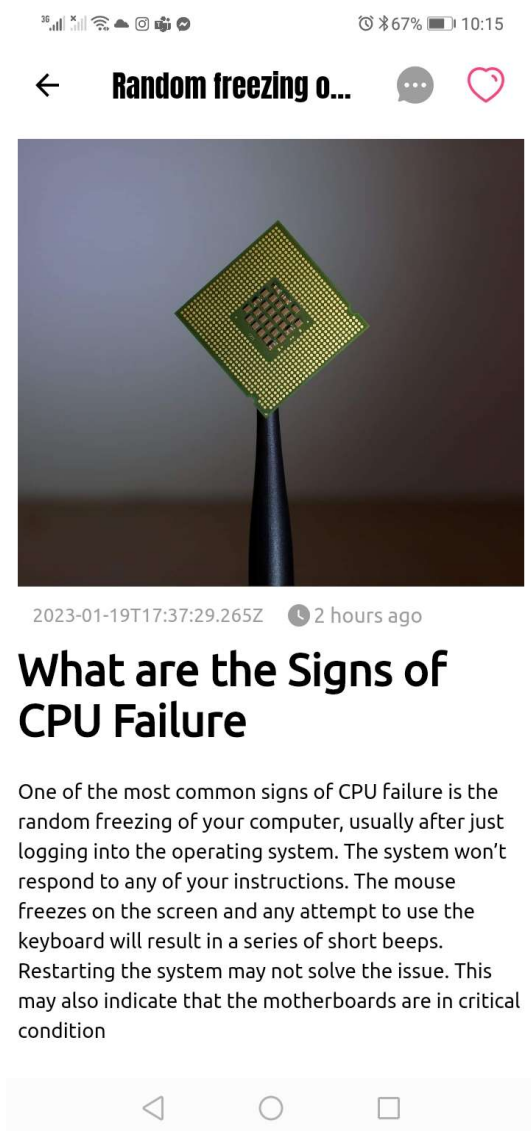 3G 67% 10:15
Random freezing o...
2023-01-19T17:37:29.265Z 2 hours ago
What are the Signs of
CPU Failure
One of the most common signs of CPU failure is the
random freezing of your computer, usually after just
logging into the operating system. The system won’t
respond to any of your instructions. The mouse
freezes on the screen and any attempt to use the
keyboard will result in a series of short beeps.
Restarting the system may not solve the issue. This
may also indicate that the motherboards are in critical
condition